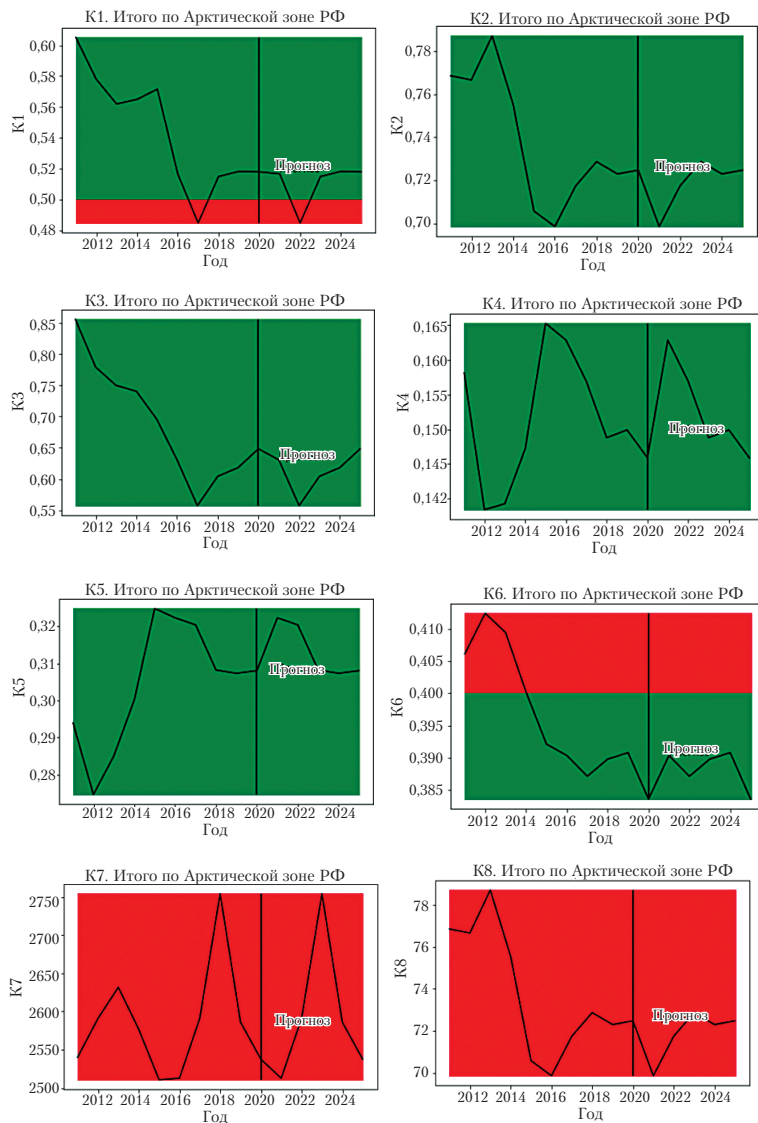 К1. Итого по Арктической зоне РФ
0,60
0,58
0,56
0,54
0,52
0,50
0,48
К1
Прогноз
2012 2014 2016 2018 2020 2022 2024
Год
К2. Итого по Арктической зоне РФ
0,78
0,76
0,74
0,72
0,70
К2
Прогноз
2012 2014 2016 2018 2020 2022 2024
Год
К3. Итого по Арктической зоне РФ
0,85
0,80
0,75
0,70
0,65
0,60
0,55
К3
Прогноз
2012 2014 2016 2018 2020 2022 2024
Год
К4. Итого по Арктической зоне РФ
0,165
0,155
0,150
0,145
0,142
К4
Прогноз
2012 2014 2016 2018 2020 2022 2024
Год
К5. Итого по Арктической зоне РФ
0,32
0,31
0,30
0,29
0,28
К5
Прогноз
2012 2014 2016 2018 2020 2022 2024
Год
К6. Итого по Арктической зоне РФ
0,410
0,405
0,400
0,395
0,390
0,385
К6
Прогноз
2012 2014 2016 2018 2020 2022 2024
Год
К7. Итого по Арктической зоне РФ
2750
2700
2650
2600
2550
2500
К7
Прогноз
2012 2014 2016 2018 2020 2022 2024
Год
К8. Итого по Арктической зоне РФ
78
76
74
72
70
К8
Прогноз
2012 2014 2016 2018 2020 2022 2024
Год